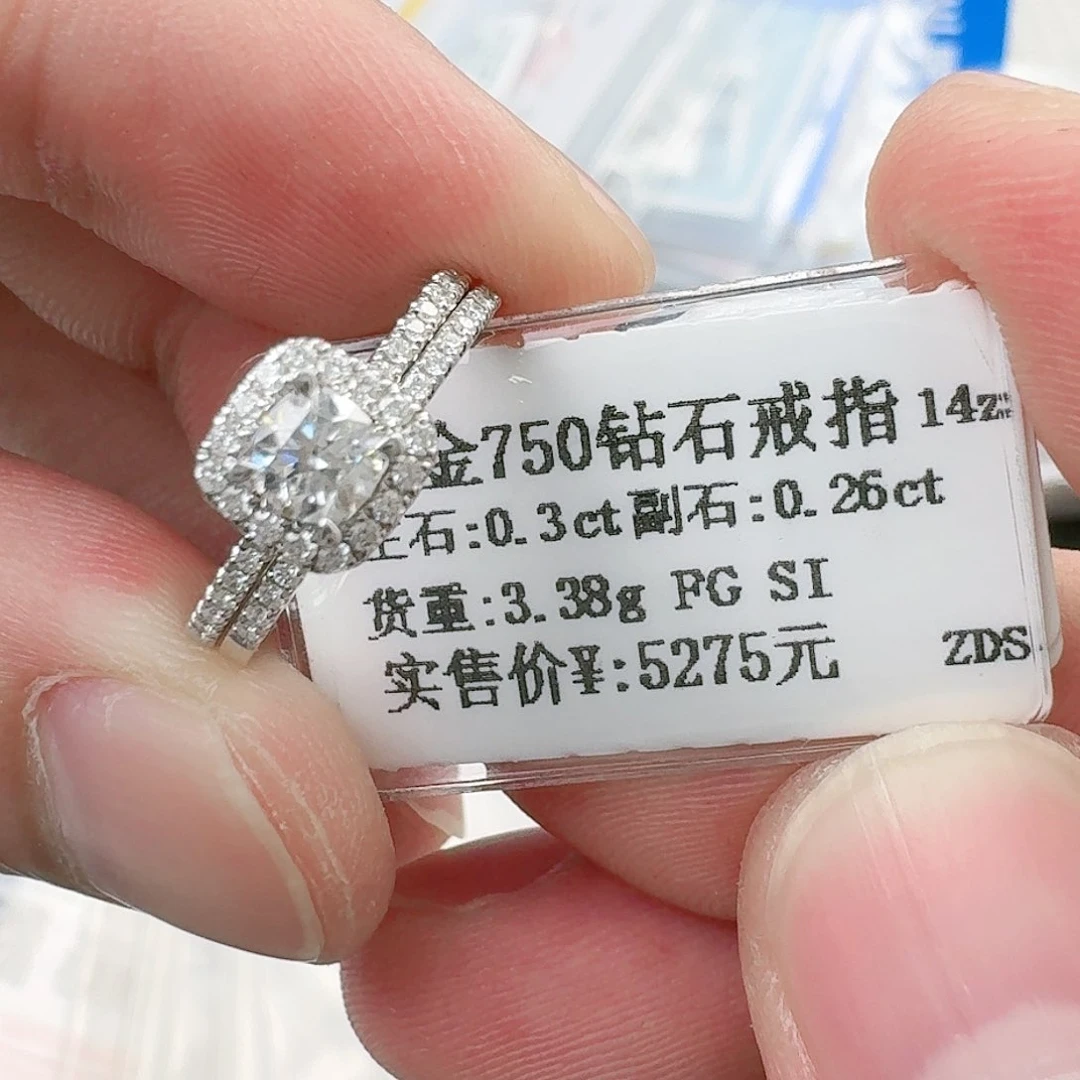 金750钻石戒指 14z
石:0.3ct副石:0.26ct
货重:3.38g FG SI
实售价¥:5275元
ZDS